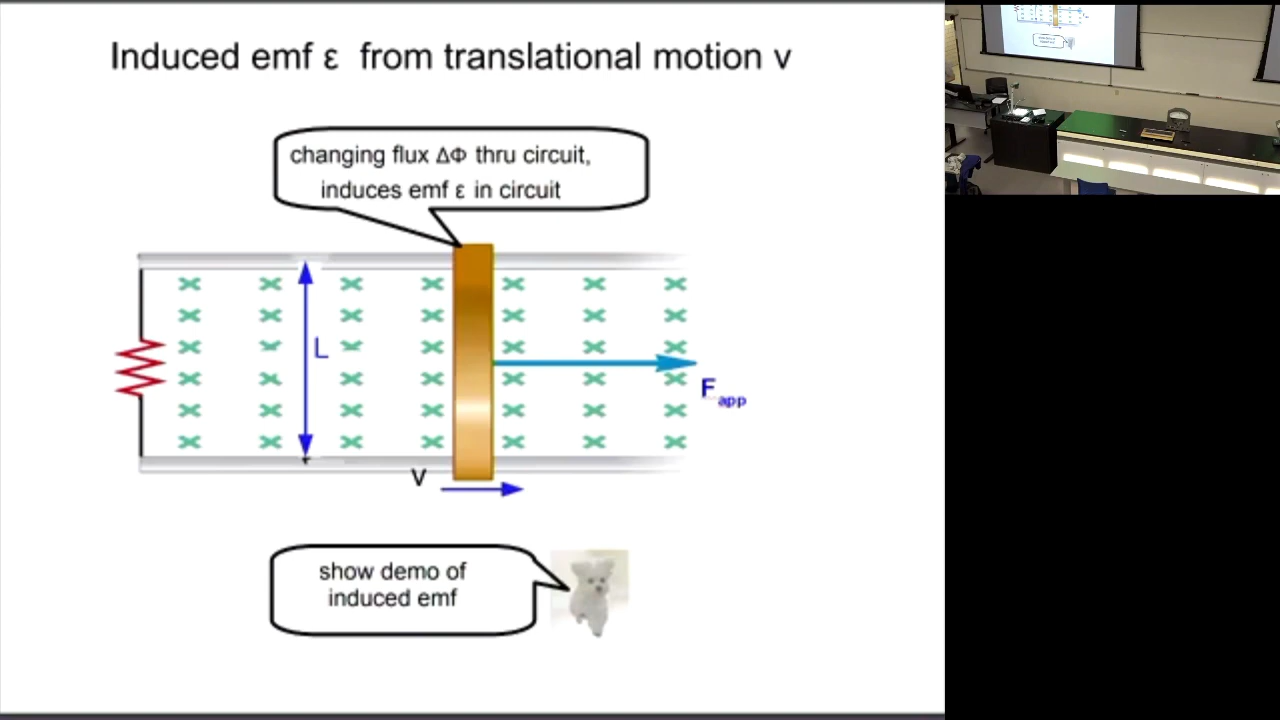 Induced emf ε from translational motion v
changing flux ΔΦ thru circuit,
induces emf ε in circuit
L
F app
v
show demo of
induced emf